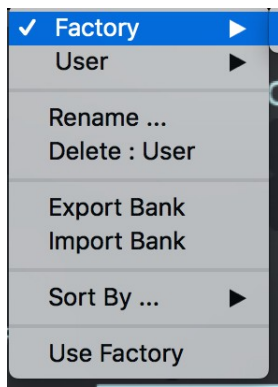 ✓ Factory ▶
User ▶
Rename ...
Delete : User
Export Bank
Import Bank
Sort By ... ▶
Use Factory